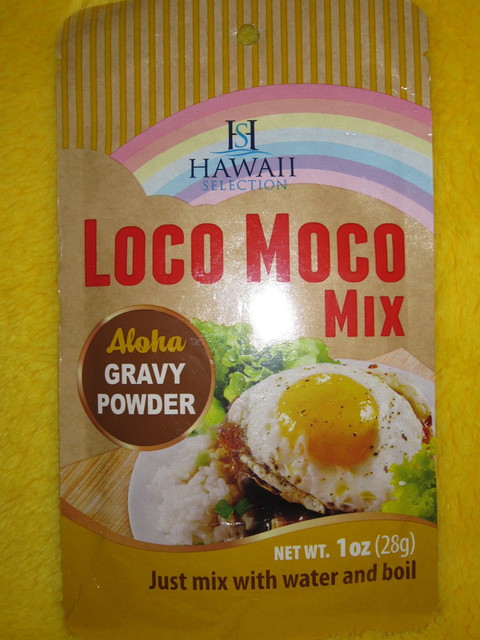 HS
HAWAII
SELECTION
LOCO MOCO
MIX
Aloha
GRAVY
POWDER
NET WT. 1oz (28g)
Just mix with water and boil